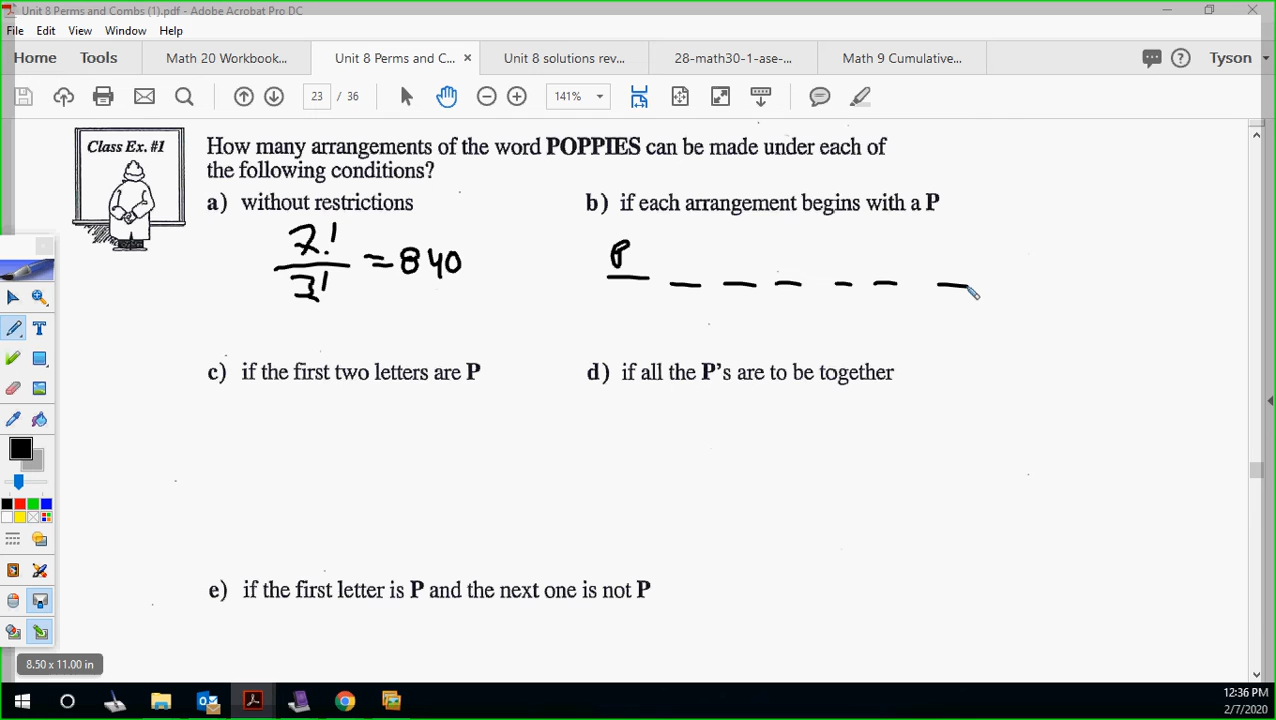 Unit 8 Perms and Combs (1).pdf - Adobe Acrobat Pro DC
File Edit View Window Help
Home Tools Math 20 Workbook... Unit 8 Perms and C... × Unit 8 solutions rev... 28-math30-1-ase-... Math 9 Cumulative... Tyson
23 / 36 141%
Class Ex. #1
How many arrangements of the word POPPIES can be made under each of
the following conditions?
a) without restrictions
7!
3!
= 840
b) if each arrangement begins with a P
P
c) if the first two letters are P
d) if all the P's are to be together
e) if the first letter is P and the next one is not P
8.50 x 11.00 in
12:36 PM
2/7/2020